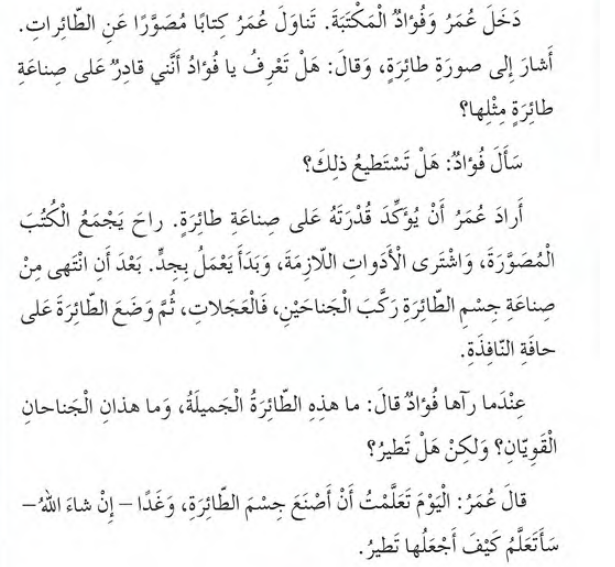 دَخَلَ عُمَرُ وَفُؤادٌ الْمَكْتَبَةَ. تَناوَلَ عُمَرُ كِتابًا مُصَوَّرًا عَنِ الطّائِراتِ.
أَشارَ إِلى صورَةِ طائِرَةٍ، وَقالَ: هَلْ تَعْرِفُ يا فُؤادُ أَنَّني قادِرٌ عَلى صِناعَةِ
طائِرَةٍ مِثْلِها؟
سَأَلَ فُؤادٌ: هَلْ تَسْتَطيعُ ذلِكَ؟
أَرادَ عُمَرُ أَنْ يُؤَكِّدَ قُدْرَتَهُ عَلى صِناعَةِ طائِرَةٍ. راحَ يَجْمَعُ الْكُتُبَ
الْمُصَوَّرَةَ، وَاشْتَرى الْأَدَواتِ اللّازِمَةَ، وَبَدَأَ يَعْمَلُ بِجِدٍّ. بَعْدَ أَنِ انْتَهى مِنْ
صِناعَةِ جِسْمِ الطّائِرَةِ رَكَّبَ الْجَناحَيْنِ، فَالْعَجَلاتِ، ثُمَّ وَضَعَ الطّائِرَةَ عَلى
حافَةِ النّافِذَةِ.
عِنْدَما رَآها فُؤادٌ قالَ: ما هذِهِ الطّائِرَةُ الْجَميلَةُ، وَما هذانِ الْجَناحانِ
الْقَوِيّانِ؟ وَلكِنْ هَلْ تَطيرُ؟
قالَ عُمَرُ: الْيَوْمَ تَعَلَّمْتُ أَنْ أَصْنَعَ جِسْمَ الطّائِرَةِ، وَغَدًا – إِنْ شاءَ اللهُ –
سَأَتَعَلَّمُ كَيْفَ أَجْعَلُها تَطيرُ.